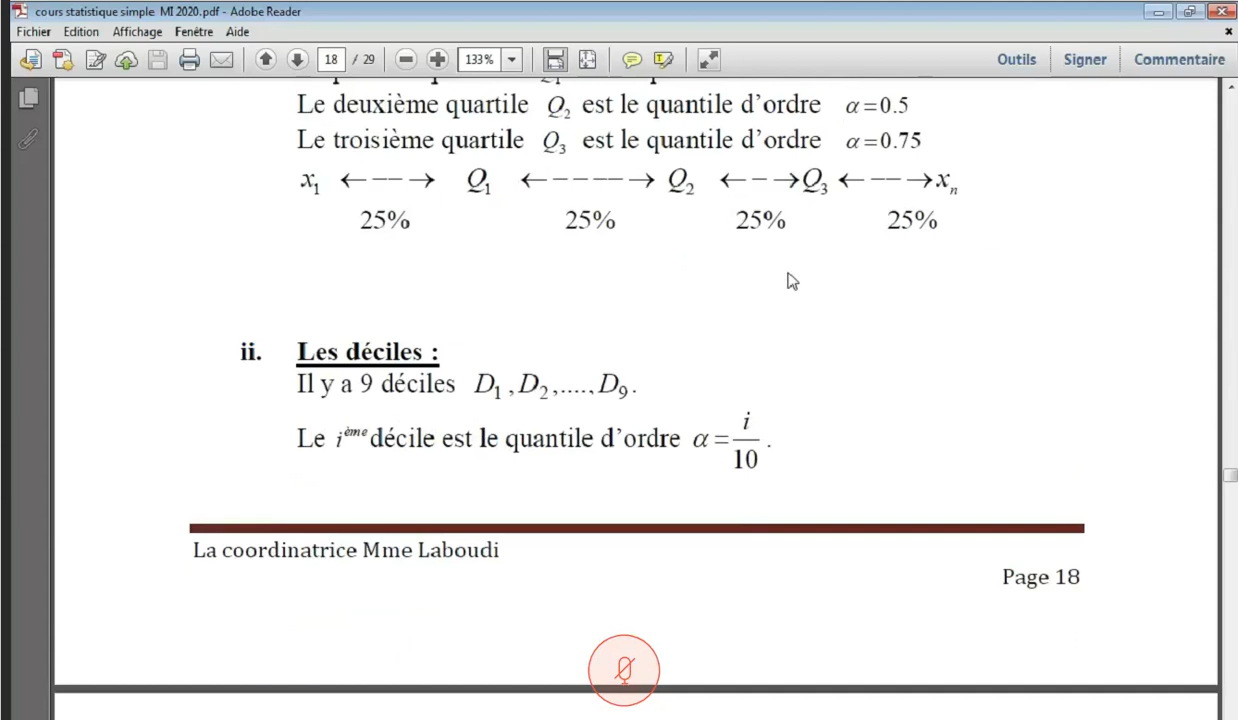 cours statistique simple MI 2020.pdf - Adobe Reader
Fichier Edition Affichage Fenêtre Aide
18 / 29 133% Outils Signer Commentaire
Le deuxième quartile Q₂ est le quantile d'ordre α=0.5
Le troisième quartile Q₃ est le quantile d'ordre α=0.75
x₁ ←−−→ Q₁ ←−−−−→ Q₂ ←−→Q₃ ←−−→xₙ
25% 25% 25% 25%
ii. Les déciles :
Il y a 9 déciles D₁ ,D₂ ,....,D₉ .
Le i^ème décile est le quantile d'ordre α = i/10 .
La coordinatrice Mme Laboudi
Page 18